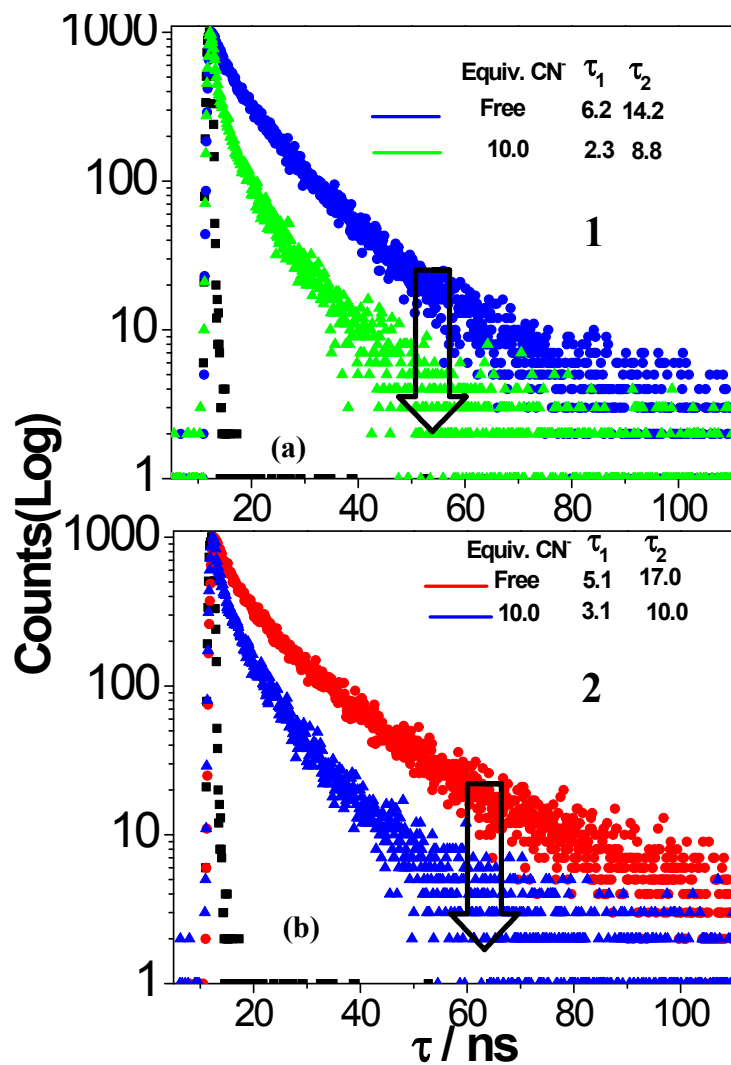 Counts(Log)
1000
100
10
1
Equiv. CN⁻ τ₁ τ₂
Free 6.2 14.2
10.0 2.3 8.8
1
(a)
20 40 60 80 100
1000
100
10
1
Equiv. CN⁻ τ₁ τ₂
Free 5.1 17.0
10.0 3.1 10.0
2
(b)
20 40 60 80 100
τ / ns